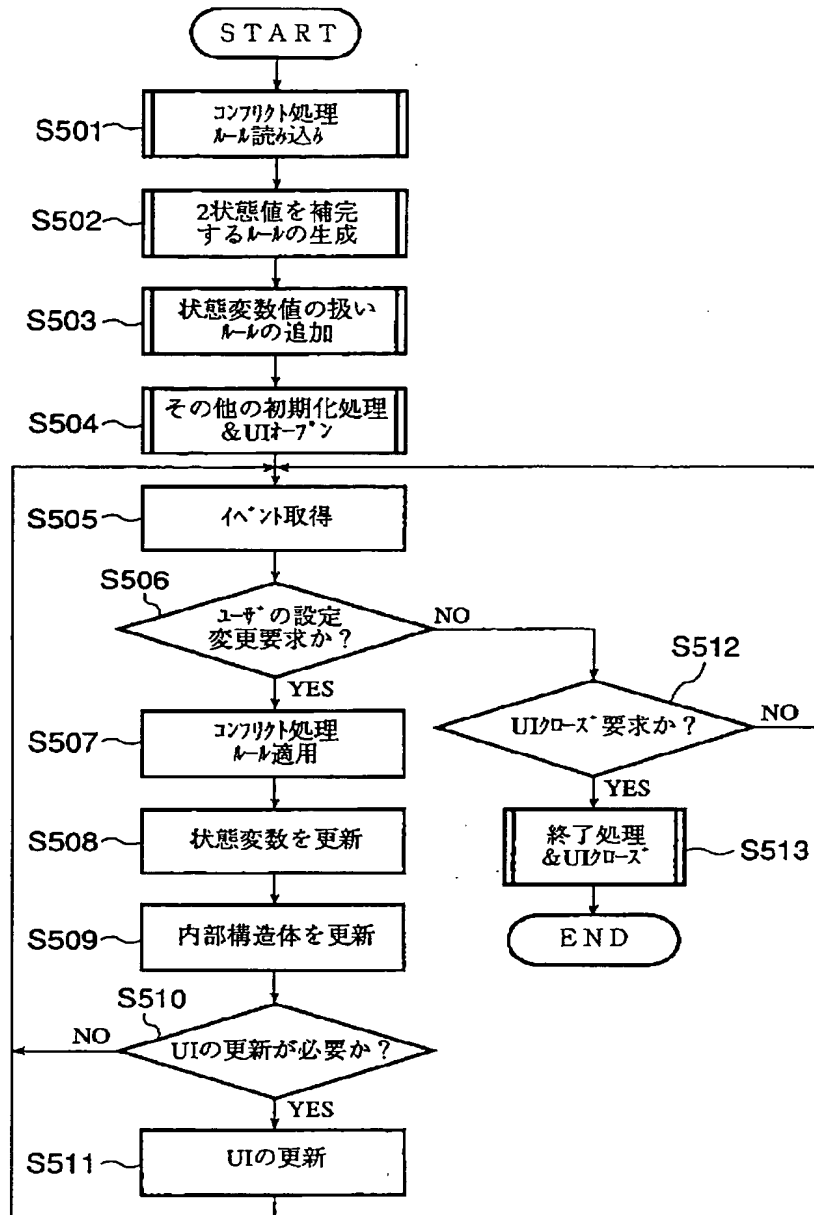 START
S501
コンフリクト処理
ルール読み込み
S502
2状態値を補完
するルールの生成
S503
状態変数値の扱い
ルールの追加
S504
その他の初期化処理
&UIオープン
S505
イベント取得
S506
ユーザの設定
変更要求か?
NO
YES
S507
コンフリクト処理
ルール適用
S508
状態変数を更新
S509
内部構造体を更新
S510
UIの更新が必要か?
NO
YES
S511
UIの更新
S512
UIクローズ要求か?
NO
YES
S513
終了処理
&UIクローズ
END